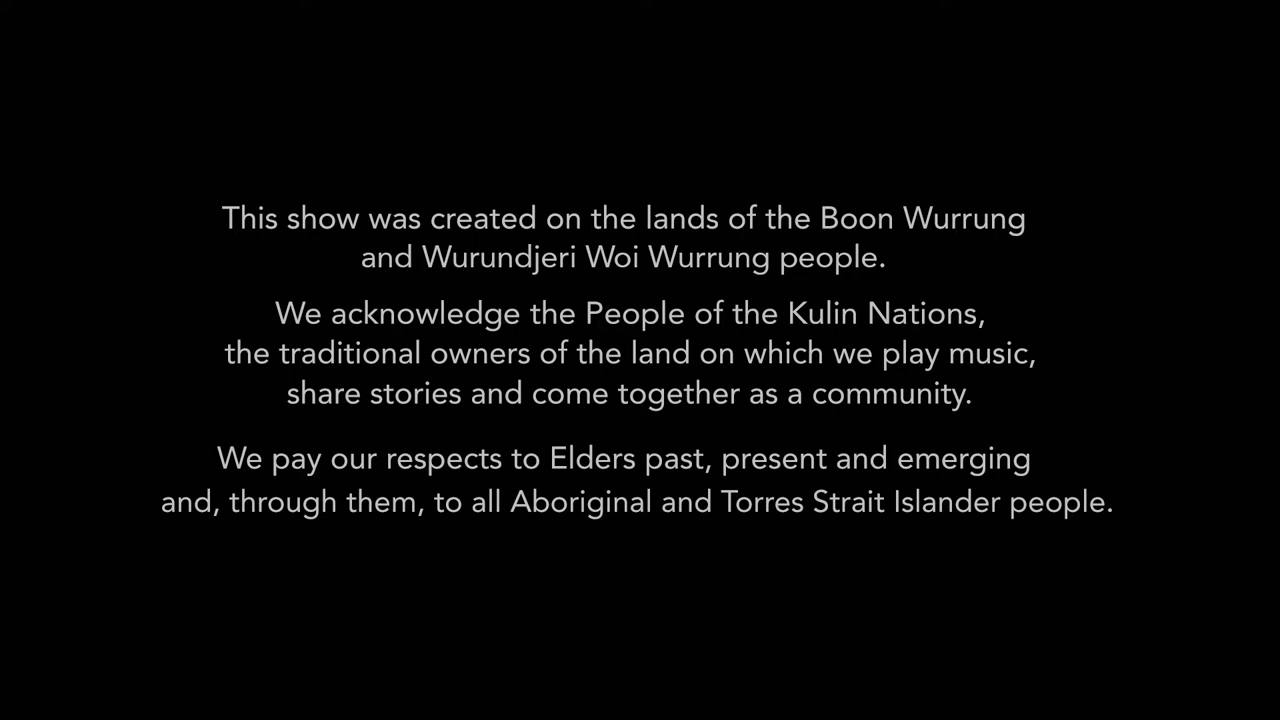 This show was created on the lands of the Boon Wurrung
and Wurundjeri Woi Wurrung people.
We acknowledge the People of the Kulin Nations,
the traditional owners of the land on which we play music,
share stories and come together as a community.
We pay our respects to Elders past, present and emerging
and, through them, to all Aboriginal and Torres Strait Islander people.